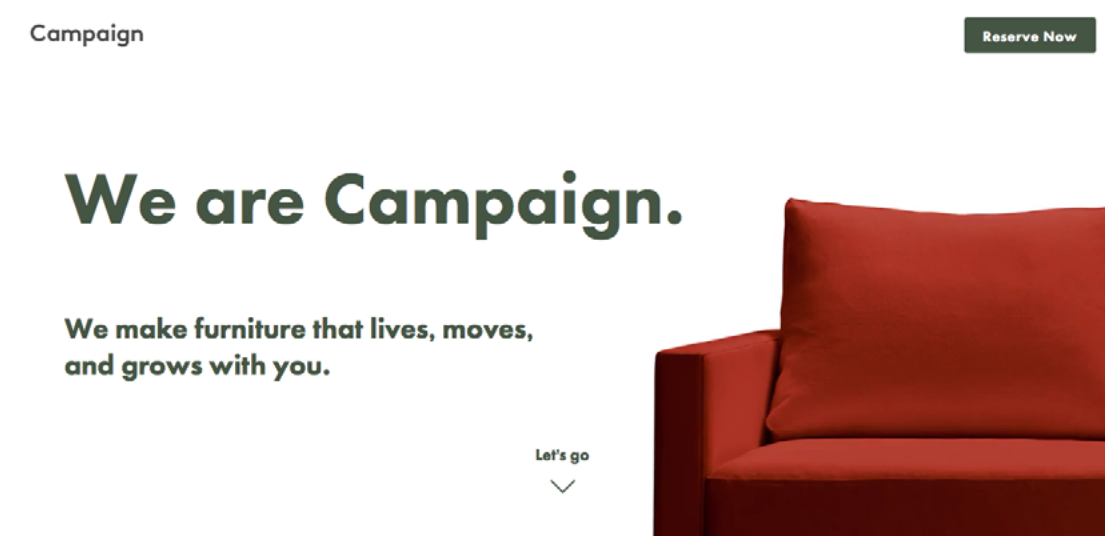 Campaign
Reserve Now
We are Campaign.
We make furniture that lives, moves,
and grows with you.
Let's go